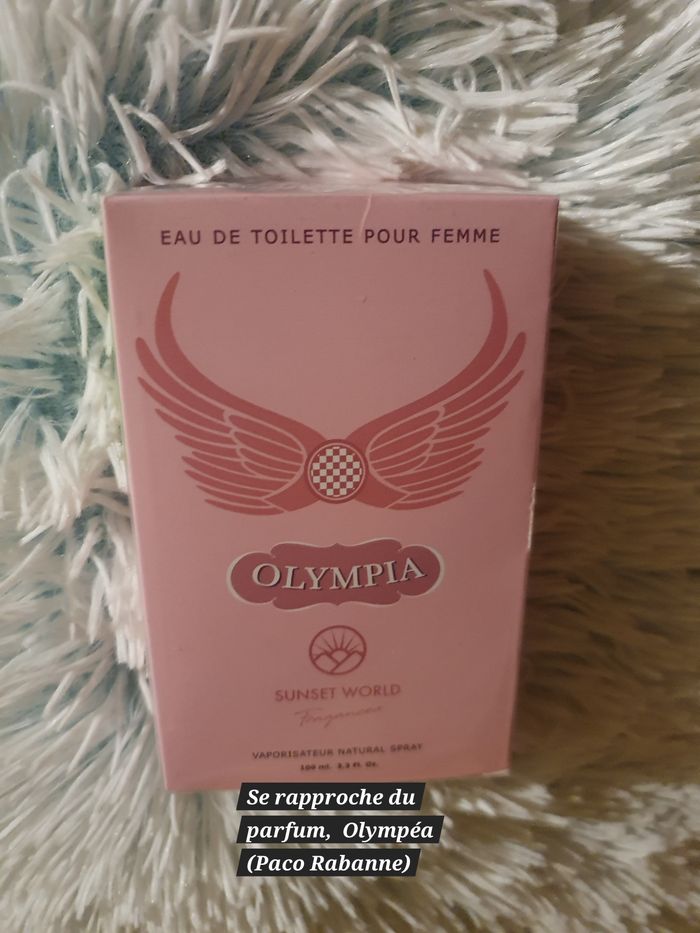 EAU DE TOILETTE POUR FEMME
OLYMPIA
SUNSET WORLD
Fragances
VAPORISATEUR NATURAL SPRAY
100 ml. 3.3 fl. Oz.
Se rapproche du
parfum, Olympéa
(Paco Rabanne)